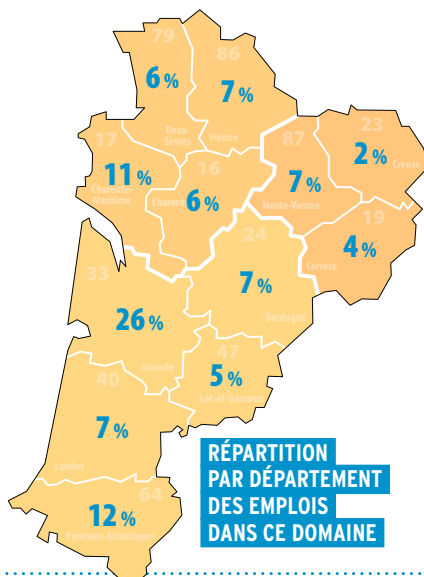 79
6 %
Deux-
Sèvres
86
7 %
Vienne
17
11 %
Charente-
Maritime
16
6 %
Charente
87
7 %
Haute-Vienne
23
2 %
Creuse
19
4 %
Corrèze
24
7 %
Dordogne
33
26 %
Gironde
47
5 %
Lot-et-Garonne
40
7 %
Landes
64
12 %
Pyrénées-Atlantiques
RÉPARTITION
PAR DÉPARTEMENT
DES EMPLOIS
DANS CE DOMAINE